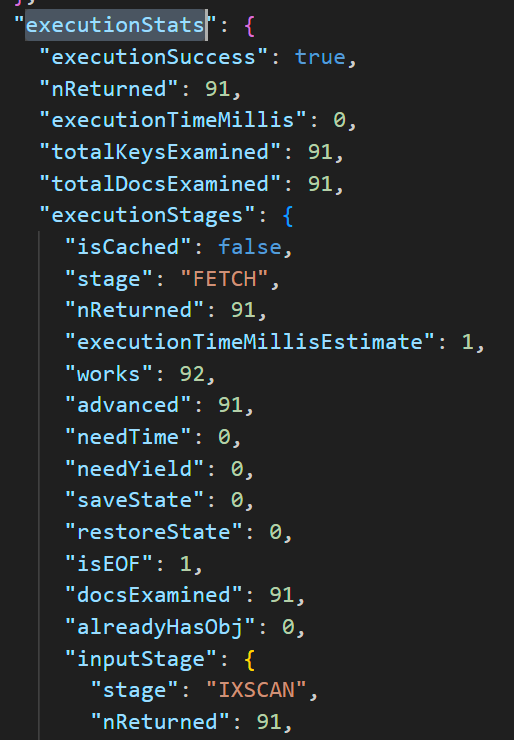 },
"executionStats": {
"executionSuccess": true,
"nReturned": 91,
"executionTimeMillis": 0,
"totalKeysExamined": 91,
"totalDocsExamined": 91,
"executionStages": {
"isCached": false,
"stage": "FETCH",
"nReturned": 91,
"executionTimeMillisEstimate": 1,
"works": 92,
"advanced": 91,
"needTime": 0,
"needYield": 0,
"saveState": 0,
"restoreState": 0,
"isEOF": 1,
"docsExamined": 91,
"alreadyHasObj": 0,
"inputStage": {
"stage": "IXSCAN",
"nReturned": 91,